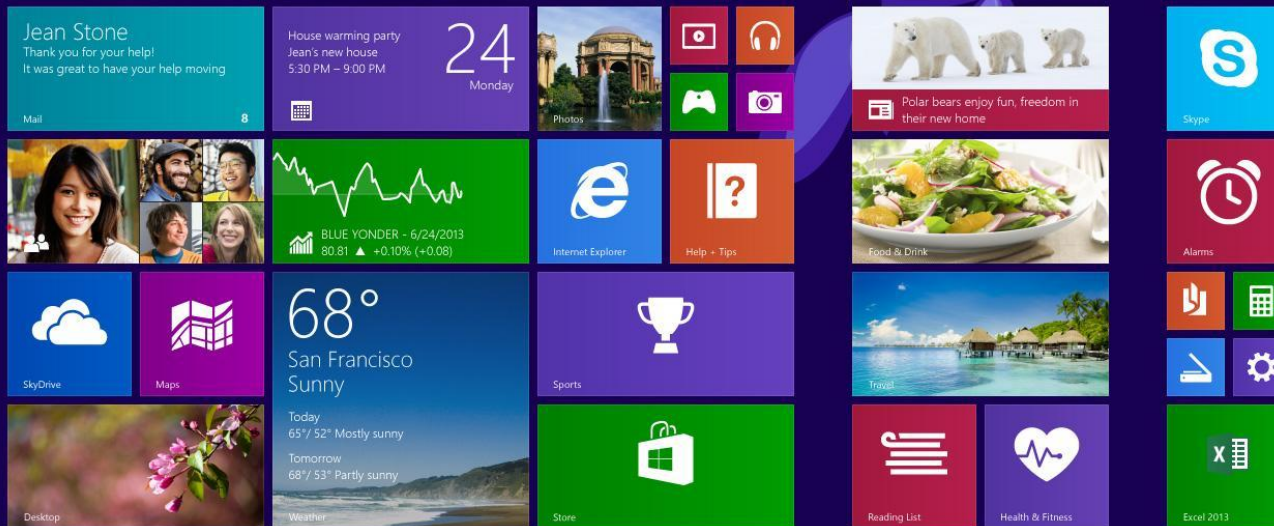 Jean Stone
Thank you for your help!
It was great to have your help moving
Mail
8
House warming party
Jean's new house
5:30 PM – 9:00 PM
24
Monday
Photos
Polar bears enjoy fun, freedom in
their new home
Skype
BLUE YONDER - 6/24/2013
80.81 ▲ +0.10% (+0.08)
Internet Explorer
Help + Tips
Food & Drink
Alarms
SkyDrive
Maps
68°
San Francisco
Sunny
Today
65°/ 52° Mostly sunny
Tomorrow
68°/ 53° Partly sunny
Weather
Sports
Travel
Desktop
Store
Reading List
Health & Fitness
Excel 2013